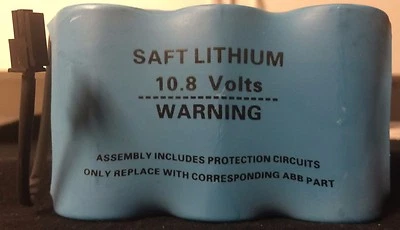 SAFT LITHIUM
10.8 Volts
WARNING
ASSEMBLY INCLUDES PROTECTION CIRCUITS
ONLY REPLACE WITH CORRESPONDING ABB PART